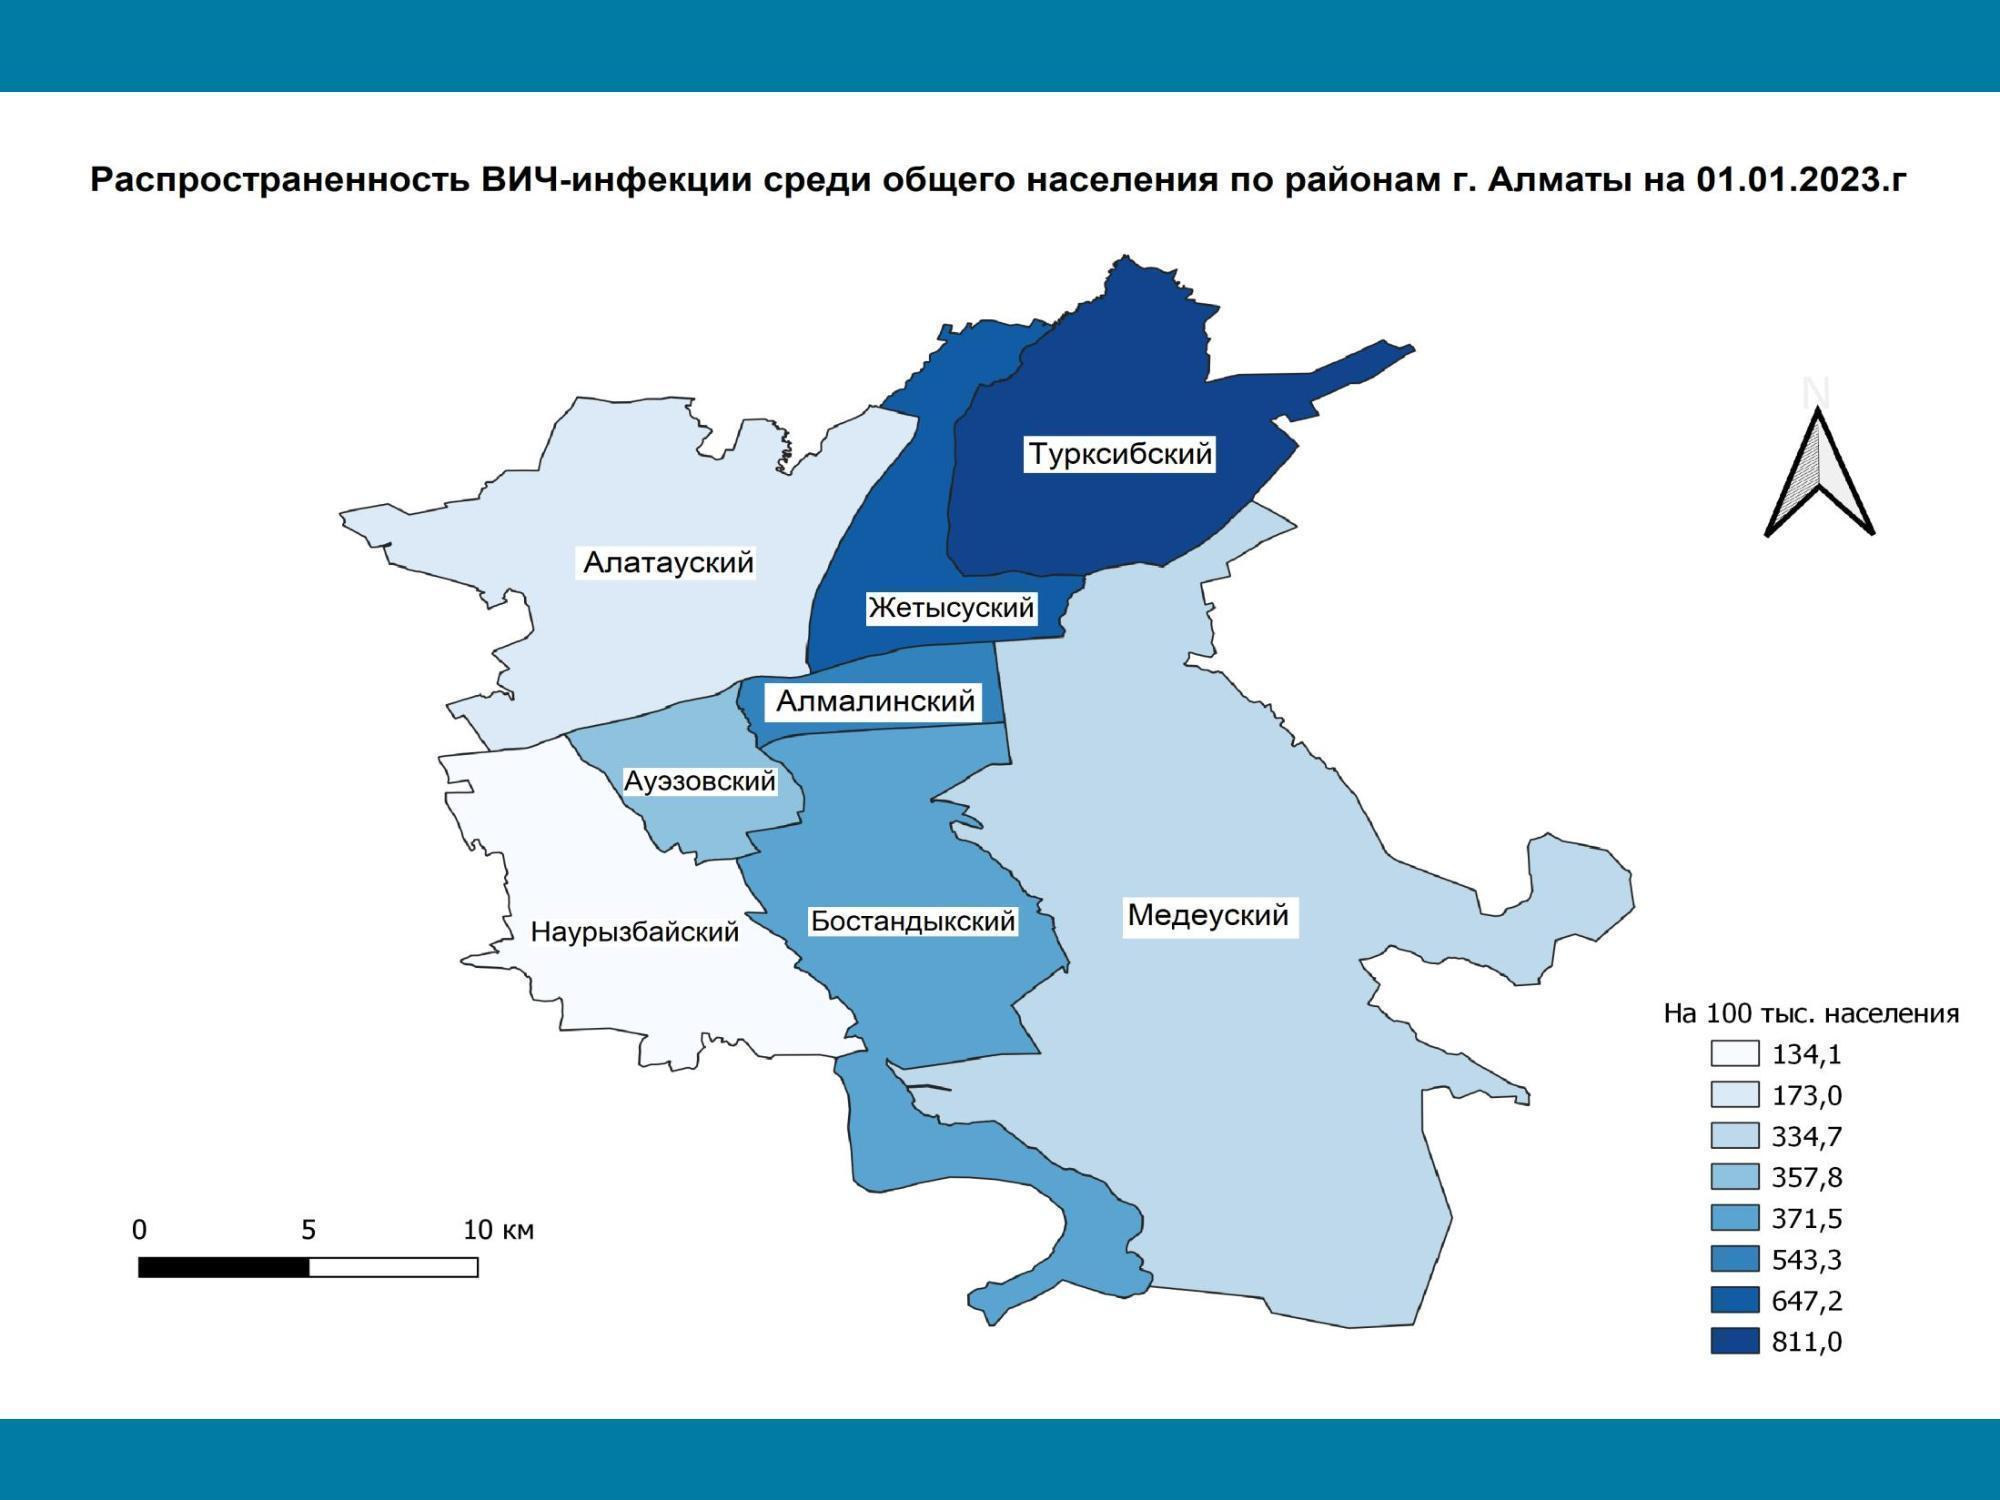 Распространенность ВИЧ-инфекции среди общего населения по районам г. Алматы на 01.01.2023.г
N
Турксибский
Алатауский
Жетысуский
Алмалинский
Ауэзовский
Наурызбайский
Бостандыкский
Медеуский
На 100 тыс. населения
134,1
173,0
334,7
357,8
371,5
543,3
647,2
811,0
0 5 10 км